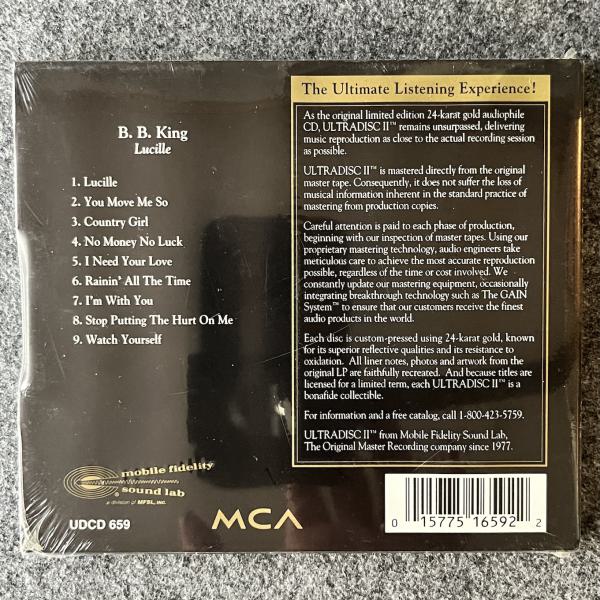 B. B. King
Lucille
1. Lucille
2. You Move Me So
3. Country Girl
4. No Money No Luck
5. I Need Your Love
6. Rainin' All The Time
7. I'm With You
8. Stop Putting The Hurt On Me
9. Watch Yourself
The Ultimate Listening Experience!
As the original limited edition 24-karat gold audiophile
CD, ULTRADISC II™ remains unsurpassed, delivering
music reproduction as close to the actual recording session
as possible.
ULTRADISC II™ is mastered directly from the original
master tape. Consequently, it does not suffer the loss of
musical information inherent in the standard practice of
mastering from production copies.
Careful attention is paid to each phase of production,
beginning with our inspection of master tapes. Using our
proprietary mastering technology, audio engineers take
meticulous care to achieve the most accurate reproduction
possible, regardless of the time or cost involved. We
constantly update our mastering equipment, occasionally
integrating breakthrough technology such as The GAIN
System™ to ensure that our customers receive the finest
audio products in the world.
Each disc is custom-pressed using 24-karat gold, known
for its superior reflective qualities and its resistance to
oxidation. All liner notes, photos and artwork from the
original LP are faithfully recreated. And because titles are
licensed for a limited term, each ULTRADISC II™ is a
bonafide collectible.
For information and a free catalog, call 1-800-423-5759.
ULTRADISC II™ from Mobile Fidelity Sound Lab,
The Original Master Recording company since 1977.
mobile fidelity
sound lab
a division of MFSL, INC.
UDCD 659
MCA
0 15775 16592 2